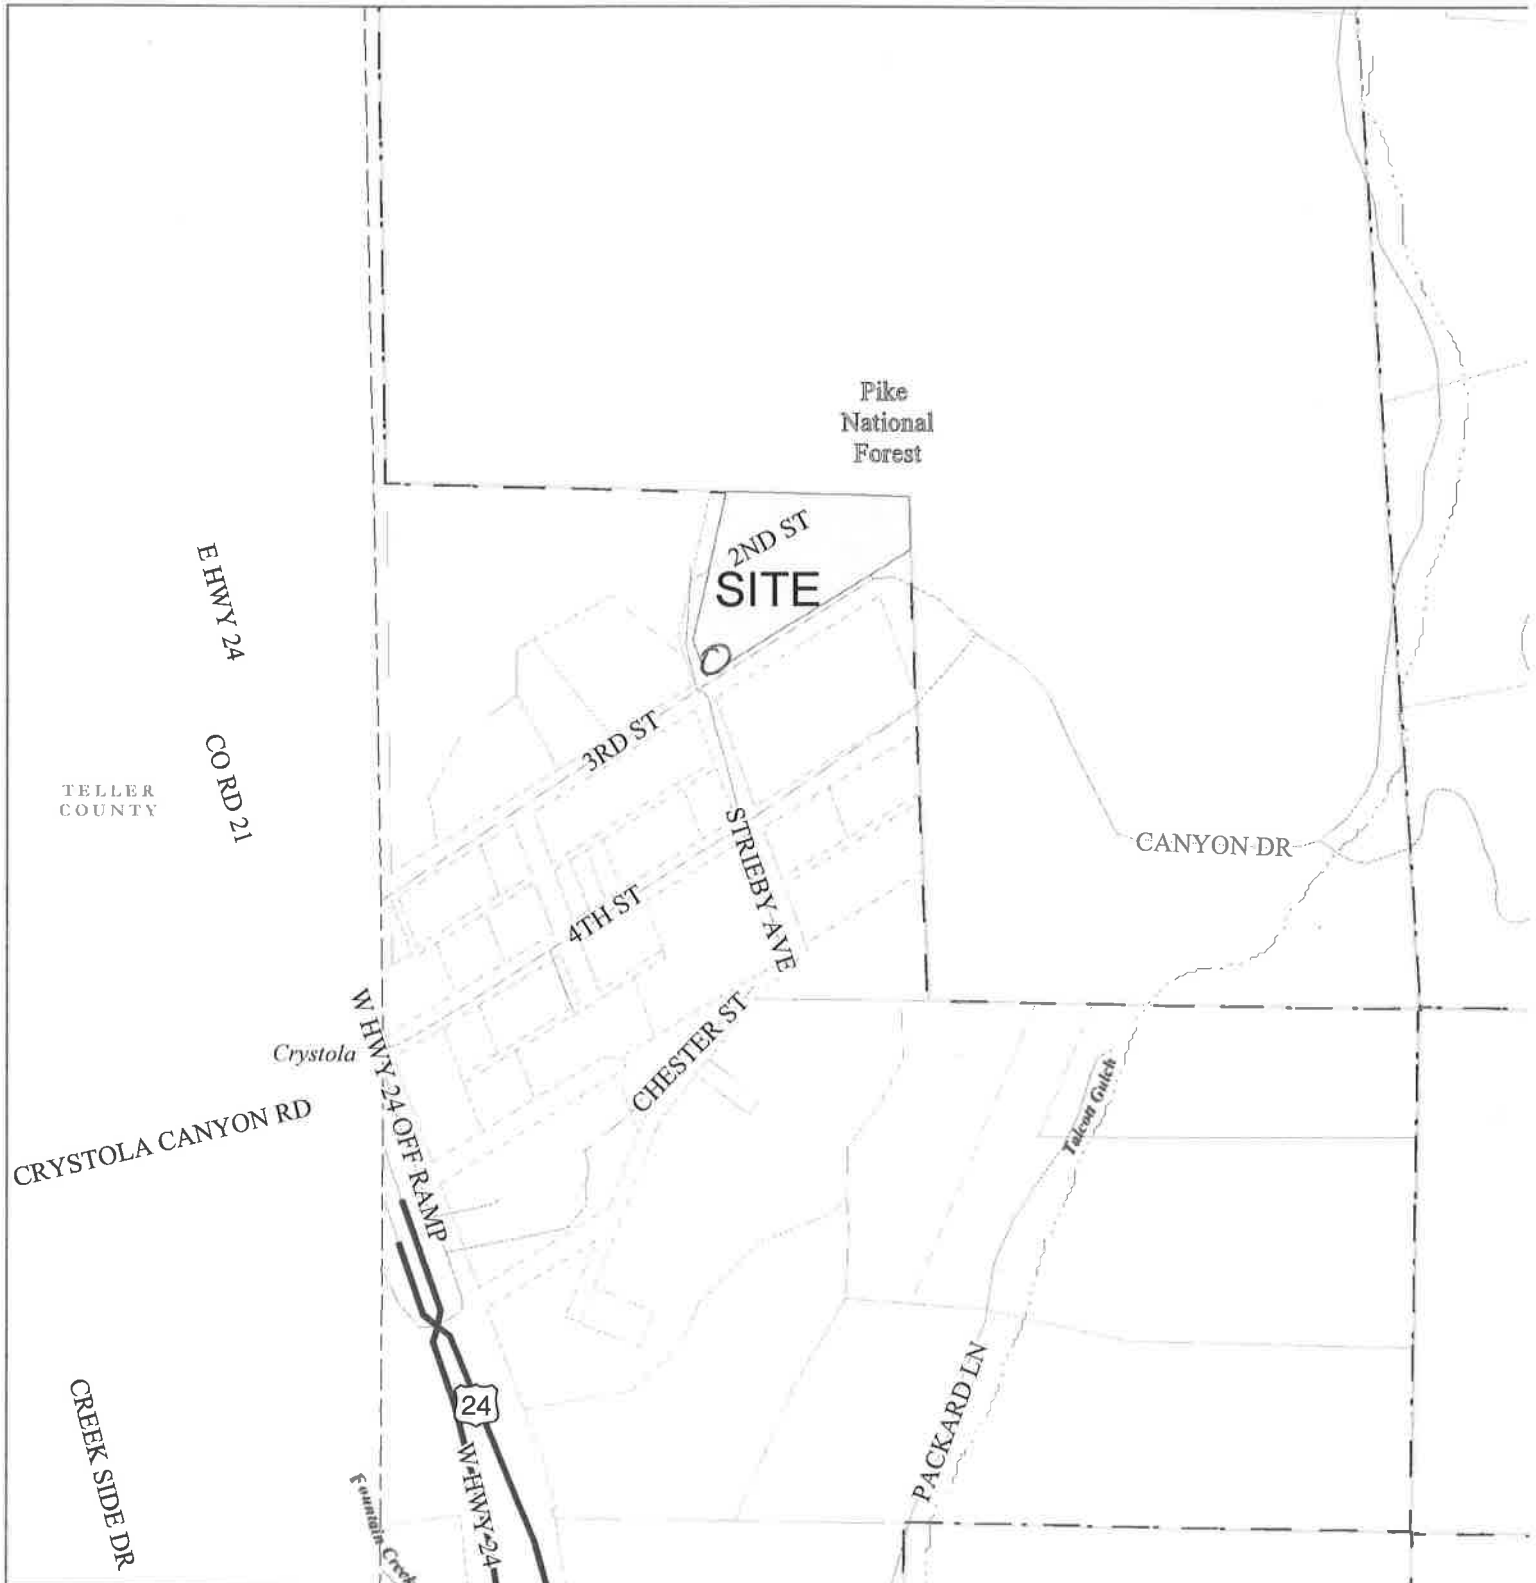 Pike
National
Forest
2ND ST
SITE
E HWY 24
3RD ST
CO RD 21
TELLER
COUNTY
CANYON DR
STRIEBY AVE
4TH ST
W HWY 24 OFF RAMP
CHESTER ST
Crystola
CRYSTOLA CANYON RD
Talcott Gulch
PACKARD LN
24
CREEK SIDE DR
W HWY 24
Fountain Creek